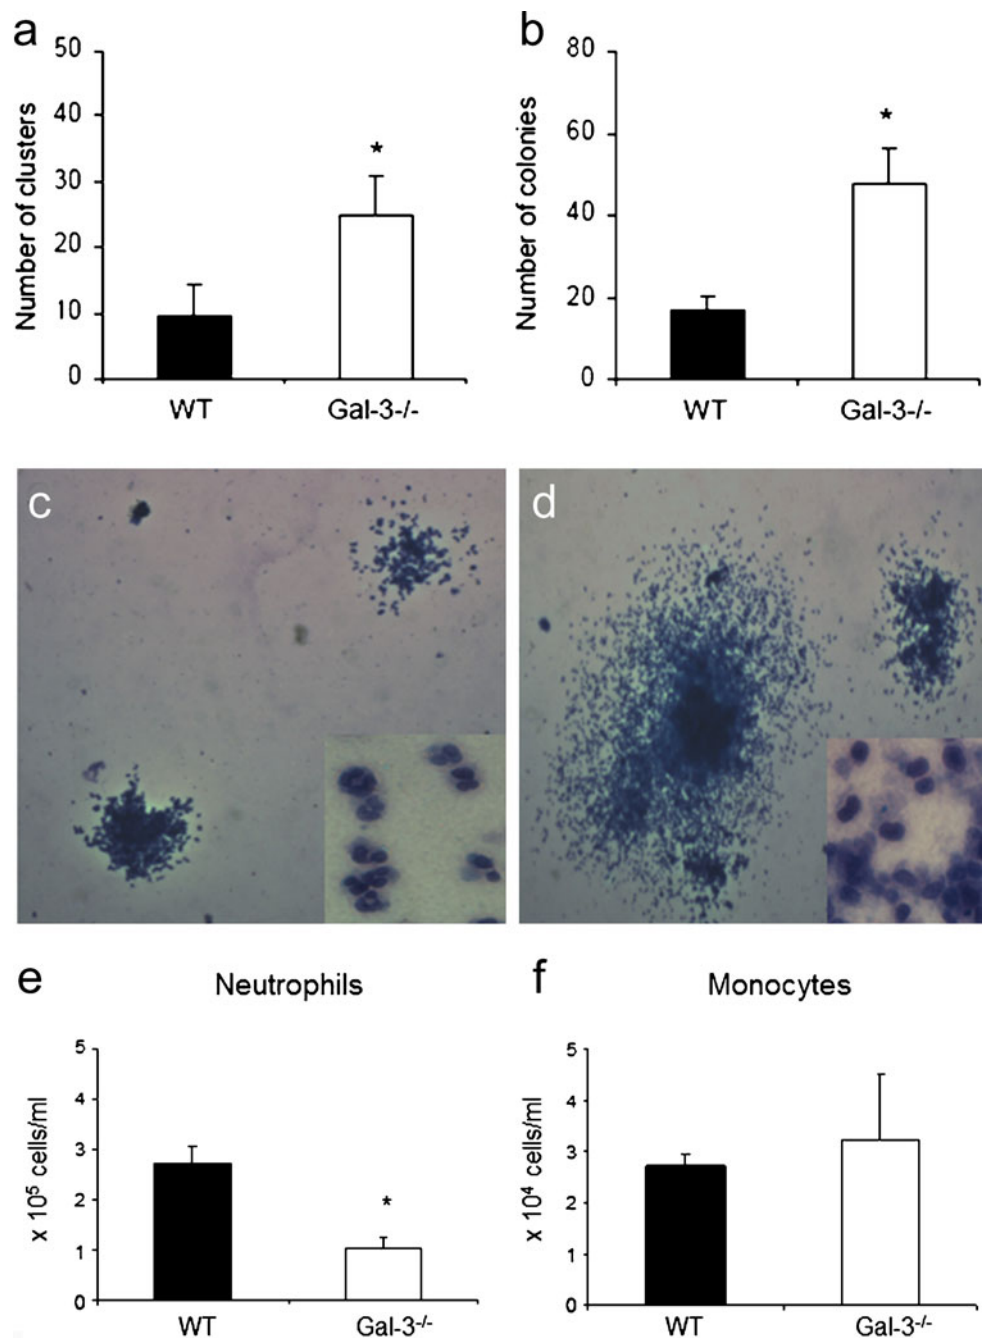 a
50
40
30
20
10
0
Number of clusters
*
WT
Gal-3-/-
b
80
60
40
20
0
Number of colonies
*
WT
Gal-3-/-
c
d
e
Neutrophils
5
4
3
2
1
0
x 10⁵ cells/ml
*
WT
Gal-3⁻/⁻
f
Monocytes
5
4
3
2
1
0
x 10⁴ cells/ml
WT
Gal-3⁻/⁻